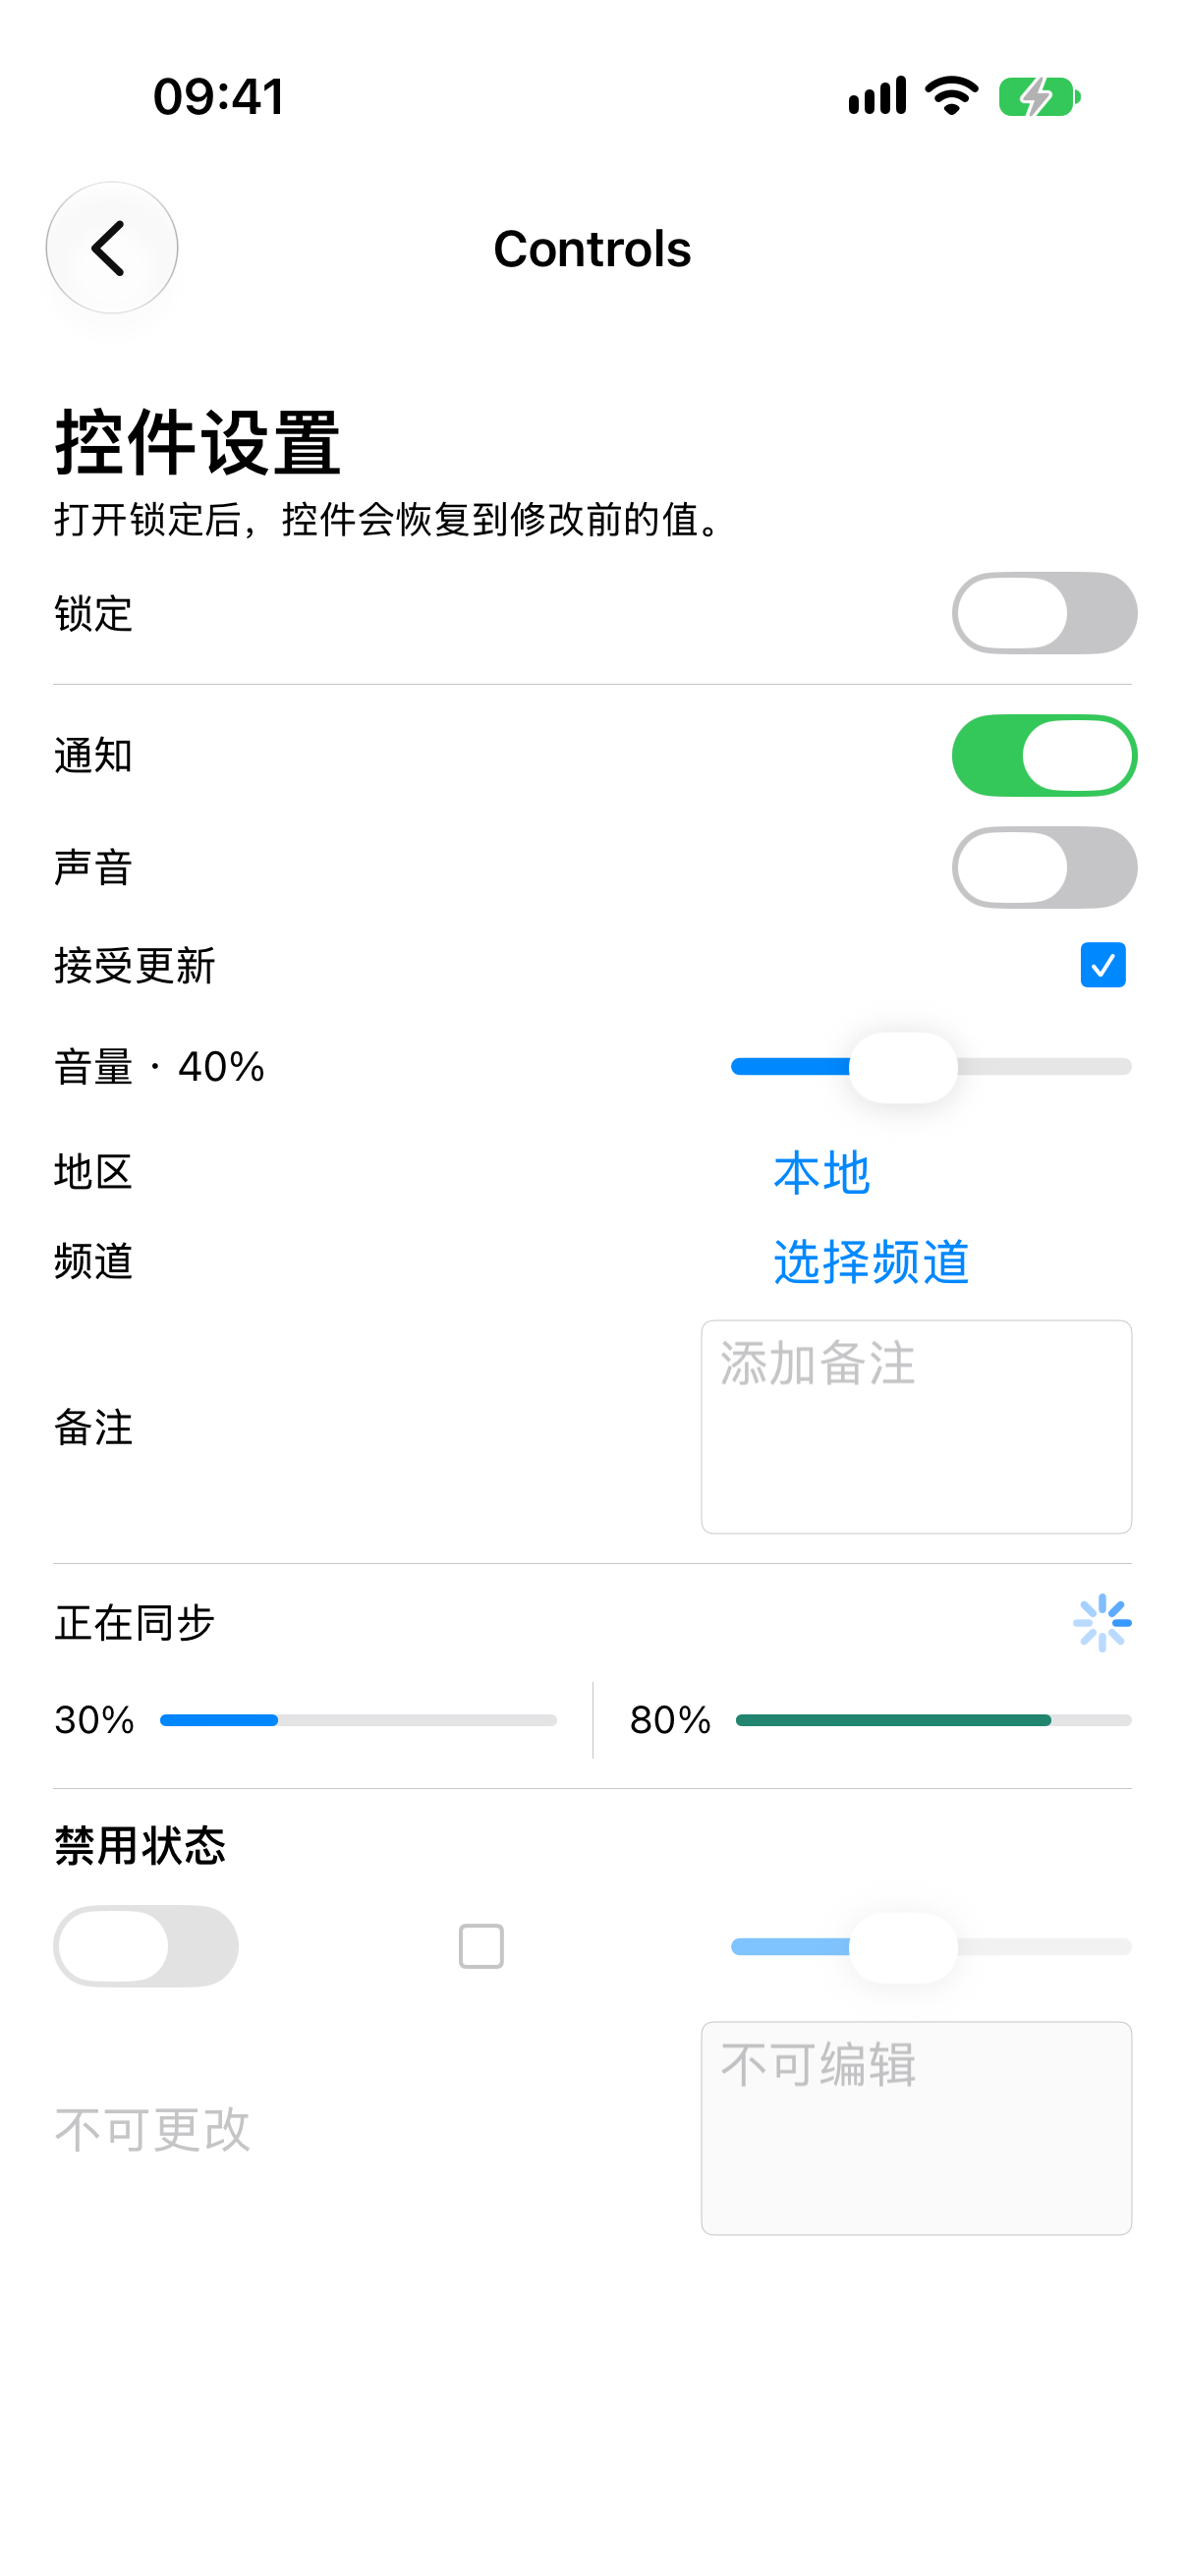 09:41
Controls
控件设置
打开锁定后，控件会恢复到修改前的值。
锁定
通知
声音
接受更新
音量 · 40%
地区 本地
频道 选择频道
添加备注
备注
正在同步
30% 80%
禁用状态
不可编辑
不可更改